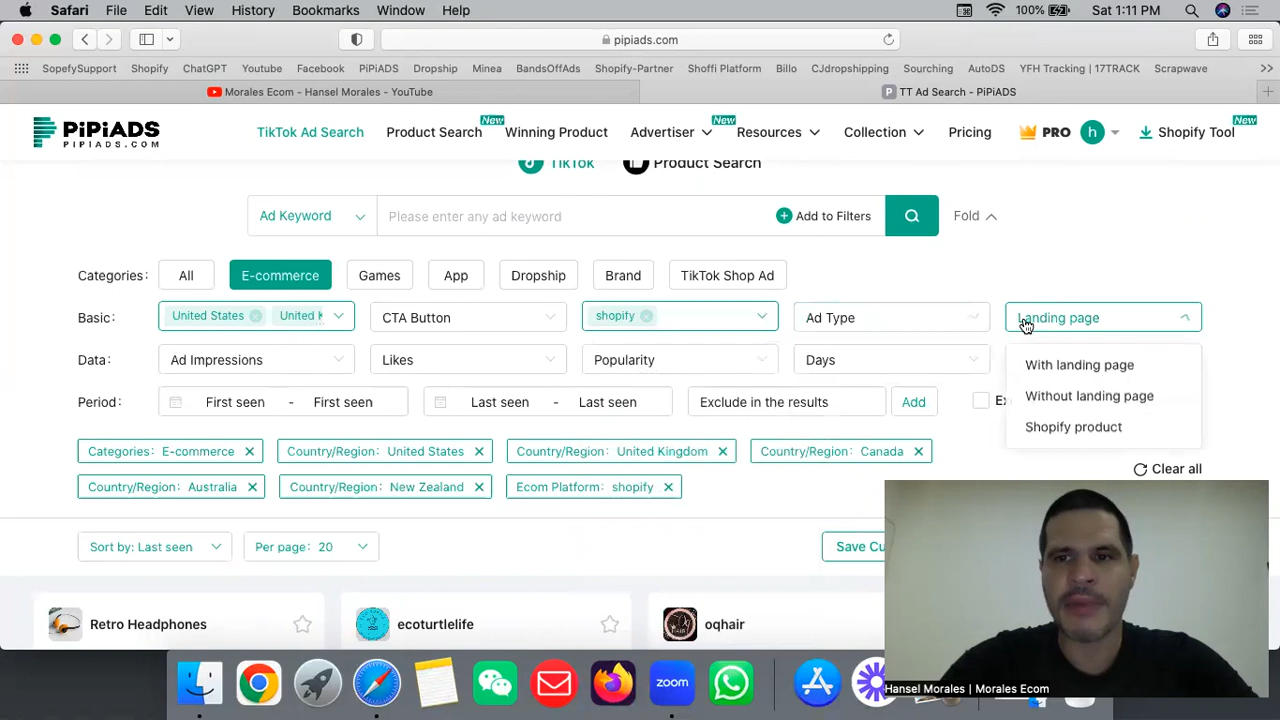 Safari File Edit View History Bookmarks Window Help 100% Sat 1:11 PM
pipiads.com
SopefySupport Shopify ChatGPT Youtube Facebook PiPiADS Dropship Minea BandsOfAds Shopify-Partner Shoffi Platform Billo CJdropshipping Sourching AutoDS YFH Tracking | 17TRACK Scrapwave >>
Morales Ecom - Hansel Morales - YouTube TT Ad Search - PiPiADS
PiPiADS PIPIADS.COM TikTok Ad Search Product Search New Winning Product Advertiser New Resources Collection Pricing PRO h Shopify Tool New
TikTok Product Search
Ad Keyword Please enter any ad keyword Add to Filters Fold
Categories: All E-commerce Games App Dropship Brand TikTok Shop Ad
Basic: United States United K CTA Button shopify Ad Type Landing page
Data: Ad Impressions Likes Popularity Days With landing page
Without landing page
Period: First seen - First seen Last seen - Last seen Exclude in the results Add Ex
Shopify product
Categories: E-commerce Country/Region: United States Country/Region: United Kingdom Country/Region: Canada
Clear all
Country/Region: Australia Country/Region: New Zealand Ecom Platform: shopify
Sort by: Last seen Per page: 20 Save Cu
Retro Headphones ecoturtlelife oqhair
zoom
Hansel Morales | Morales Ecom